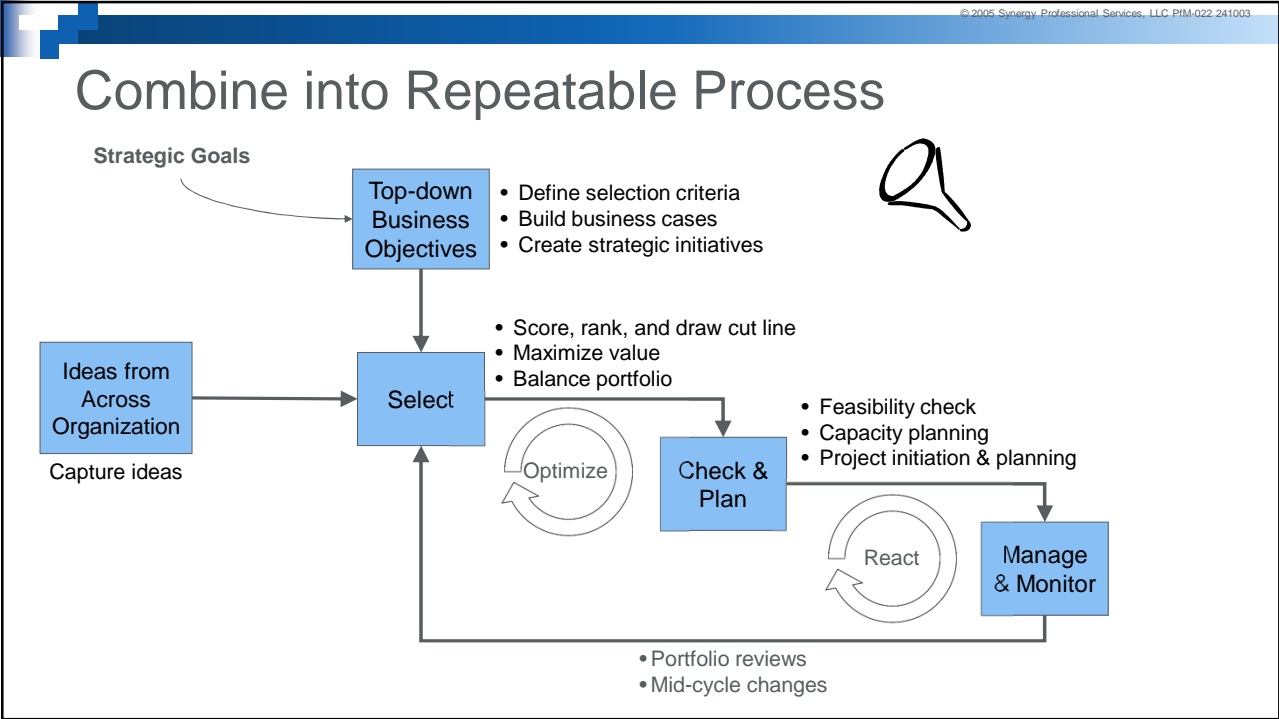 © 2005 Synergy Professional Services, LLC PfM-022 241003
Combine into Repeatable Process
Strategic Goals
Top-down
Business
Objectives
• Define selection criteria
• Build business cases
• Create strategic initiatives
Ideas from
Across
Organization
Capture ideas
Select
• Score, rank, and draw cut line
• Maximize value
• Balance portfolio
Optimize
Check &
Plan
• Feasibility check
• Capacity planning
• Project initiation & planning
React
Manage
& Monitor
• Portfolio reviews
• Mid-cycle changes